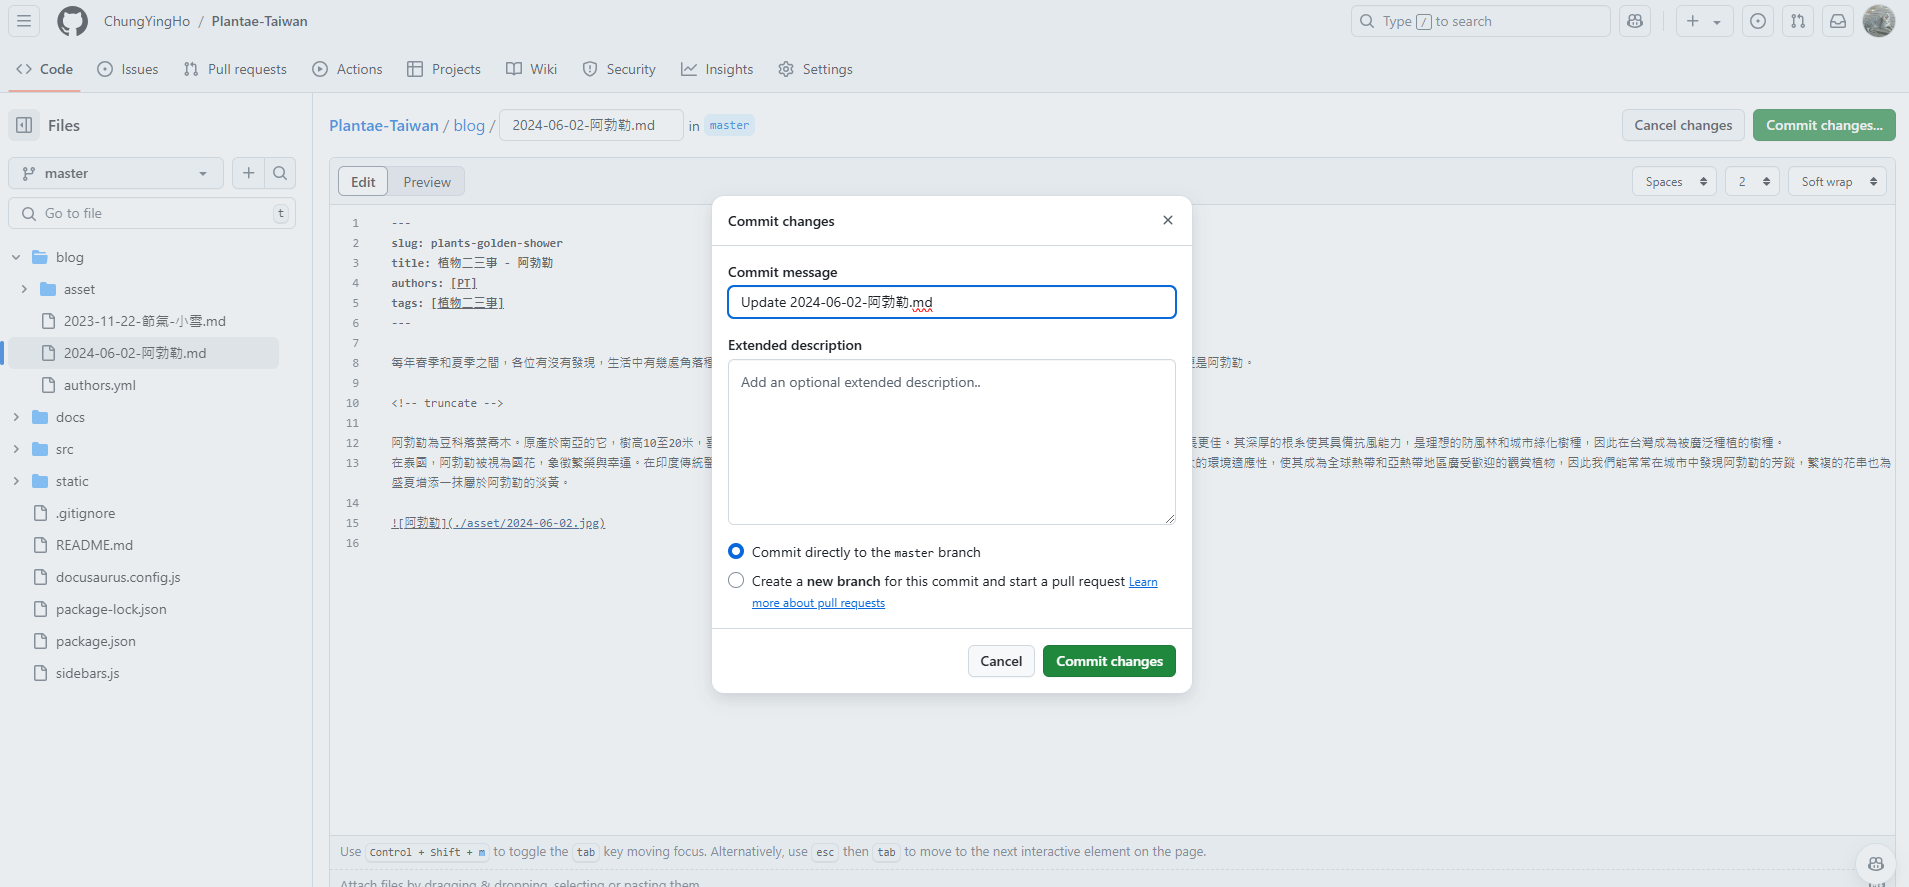 ChungYingHo / Plantae-Taiwan
Type / to search
Code
Issues
Pull requests
Actions
Projects
Wiki
Security
Insights
Settings
Files
master
Go to file
t
blog
asset
2023-11-22-節氣-小雪.md
2024-06-02-阿勃勒.md
authors.yml
docs
src
static
.gitignore
README.md
docusaurus.config.js
package-lock.json
package.json
sidebars.js
Plantae-Taiwan / blog / 2024-06-02-阿勃勒.md in master
Cancel changes
Commit changes...
Edit
Preview
Spaces
2
Soft wrap
1 ---
2 slug: plants-golden-shower
3 title: 植物二三事 - 阿勃勒
4 authors: [PT]
5 tags: [植物二三事]
6 ---
7
8 每年春季和夏季之間，各位有沒有發現，生活中有幾處角落 是阿勃勒。
9
10 <!-- truncate -->
11
12 阿勃勒為豆科落葉喬木。原產於南亞的它，樹高10至20米， 更佳。其深厚的根系使其具備抗風能力，是理想的防風林和城市綠化樹種，因此在台灣成為被廣泛種植的樹種。
13 在泰國，阿勃勒被視為國花，象徵繁榮與幸運。在印度傳統 的環境適應性，使其成為全球熱帶和亞熱帶地區廣受歡迎的觀賞植物，因此我們能常常在城市中發現阿勃勒的芳蹤，繁複的花串也為
盛夏增添一抹屬於阿勃勒的淡黃。
14
15 ![阿勃勒](./asset/2024-06-02.jpg)
16
Commit changes
Commit message
Update 2024-06-02-阿勃勒.md
Extended description
Add an optional extended description..
Commit directly to the master branch
Create a new branch for this commit and start a pull request Learn
more about pull requests
Cancel
Commit changes
Use Control + Shift + m to toggle the tab key moving focus. Alternatively, use esc then tab to move to the next interactive element on the page.
Attach files by dragging & dropping, selecting or pasting them.